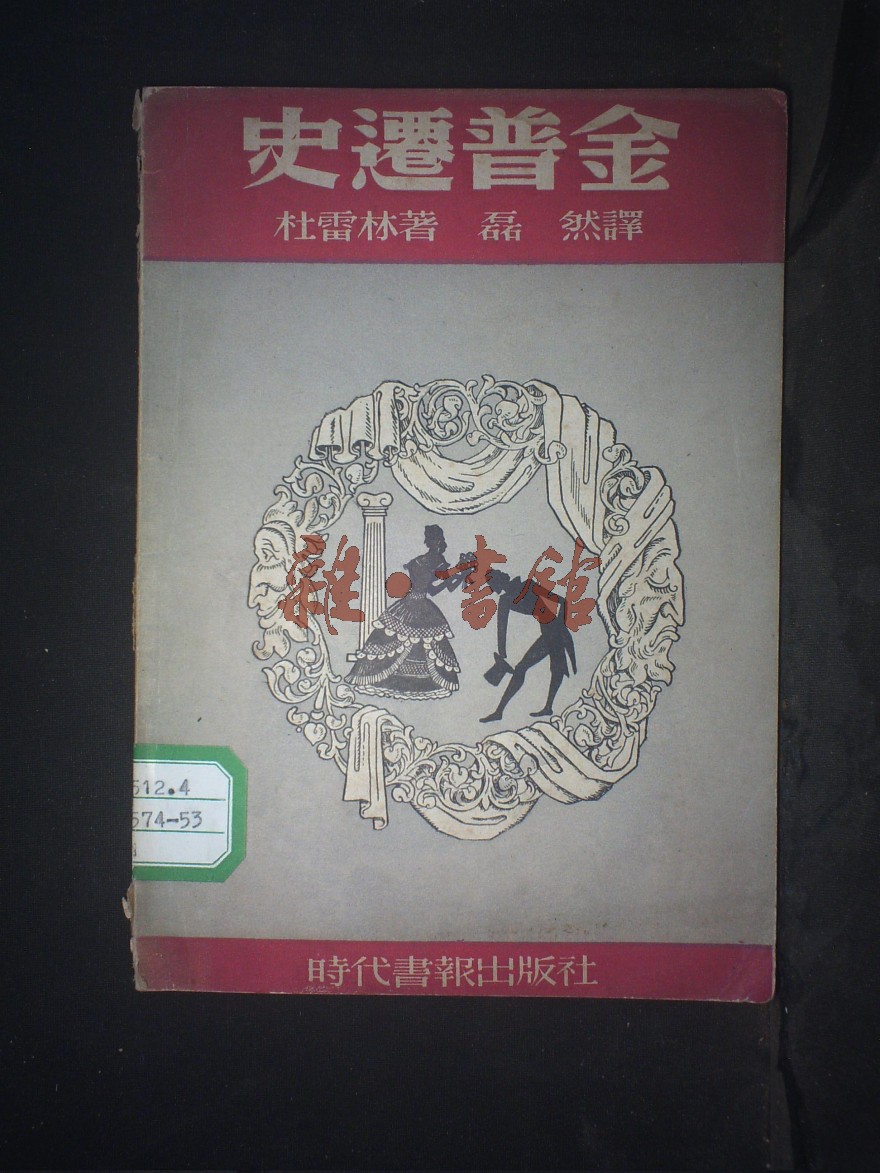 史遷普金
杜雷林著 磊 然譯
雜·書館
512.4
574-53
時代書報出版社